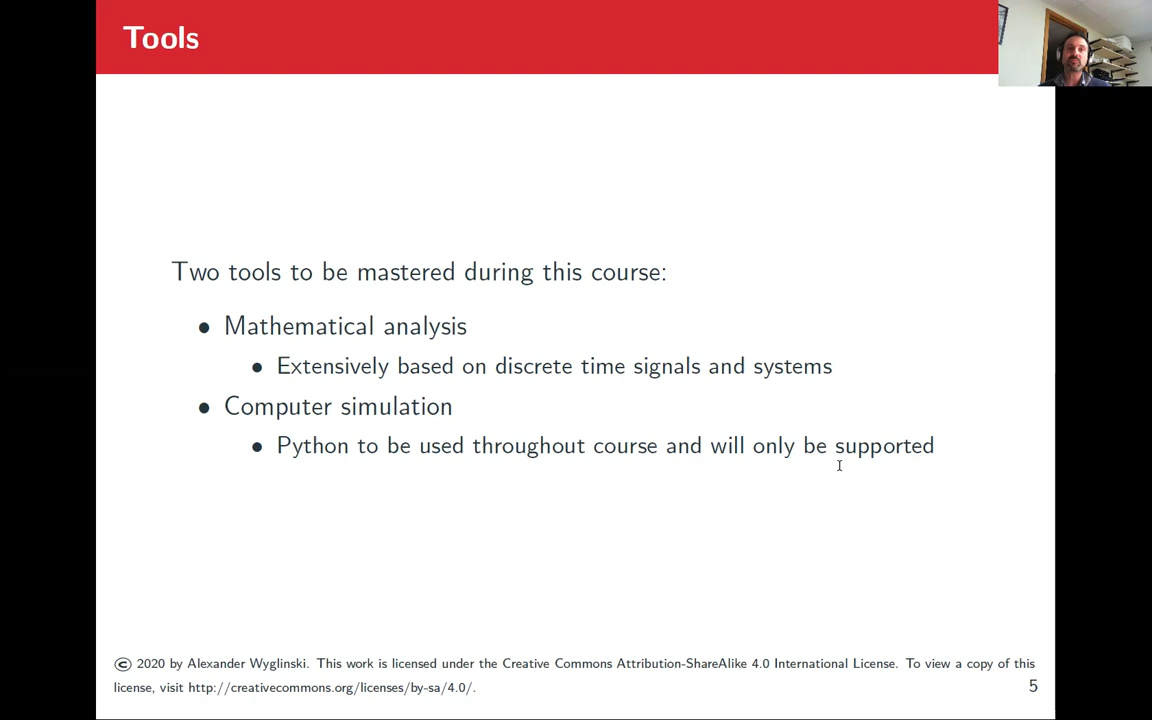 Tools
Two tools to be mastered during this course:
• Mathematical analysis
• Extensively based on discrete time signals and systems
• Computer simulation
• Python to be used throughout course and will only be supported
© 2020 by Alexander Wyglinski. This work is licensed under the Creative Commons Attribution-ShareAlike 4.0 International License. To view a copy of this
license, visit http://creativecommons.org/licenses/by-sa/4.0/.
5